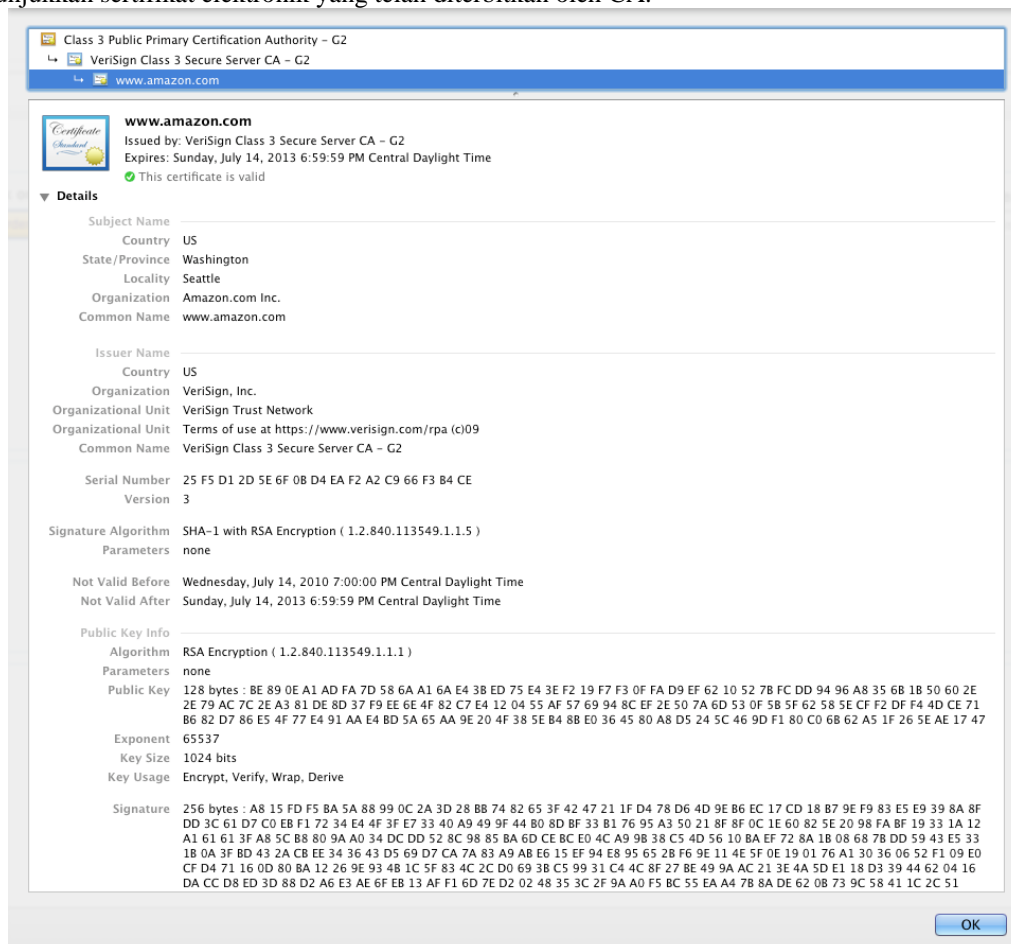 sertifikat elektronik yang telah diterbitkan oleh CA.
Class 3 Public Primary Certification Authority – G2
VeriSign Class 3 Secure Server CA – G2
www.amazon.com
Certificate
Standard
www.amazon.com
Issued by: VeriSign Class 3 Secure Server CA – G2
Expires: Sunday, July 14, 2013 6:59:59 PM Central Daylight Time
This certificate is valid
Details
Subject Name
Country US
State/Province Washington
Locality Seattle
Organization Amazon.com Inc.
Common Name www.amazon.com
Issuer Name
Country US
Organization VeriSign, Inc.
Organizational Unit VeriSign Trust Network
Organizational Unit Terms of use at https://www.verisign.com/rpa (c)09
Common Name VeriSign Class 3 Secure Server CA – G2
Serial Number 25 F5 D1 2D 5E 6F 0B D4 EA F2 A2 C9 66 F3 B4 CE
Version 3
Signature Algorithm SHA-1 with RSA Encryption ( 1.2.840.113549.1.1.5 )
Parameters none
Not Valid Before Wednesday, July 14, 2010 7:00:00 PM Central Daylight Time
Not Valid After Sunday, July 14, 2013 6:59:59 PM Central Daylight Time
Public Key Info
Algorithm RSA Encryption ( 1.2.840.113549.1.1.1 )
Parameters none
Public Key 128 bytes : BE 89 0E A1 AD FA 7D 58 6A A1 6A E4 3B ED 75 E4 3E F2 19 F7 F3 0F FA D9 EF 62 10 52 7B FC DD 94 96 A8 35 6B 1B 50 60 2E
2E 79 AC 7C 2E A3 81 DE 8D 37 F9 EE 6E 4F 82 C7 E4 12 04 55 AF 57 69 94 8C EF 2E 50 7A 6D 53 0F 5B 5F 62 58 5E CF F2 DF F4 4D CE 71
B6 82 D7 86 E5 4F 77 E4 91 AA E4 BD 5A 65 AA 9E 20 4F 38 5E B4 8B E0 36 45 80 A8 D5 24 5C 46 9D F1 80 C0 6B 62 A5 1F 26 5E AE 17 47
Exponent 65537
Key Size 1024 bits
Key Usage Encrypt, Verify, Wrap, Derive
Signature 256 bytes : A8 15 FD F5 BA 5A 88 99 0C 2A 3D 28 BB 74 82 65 3F 42 47 21 1F D4 78 D6 4D 9E B6 EC 17 CD 18 B7 9E F9 83 E5 E9 39 8A 8F
DD 3C 61 D7 C0 EB F1 72 34 E4 4F 3F E7 33 40 A9 49 9F 44 B0 8D BF 33 B1 76 95 A3 50 21 8F 8F 0C 1E 60 82 5E 20 98 FA BF 19 33 1A 12
A1 61 61 3F A8 5C B8 80 9A A0 34 DC DD 52 8C 98 85 BA 6D CE BC E0 4C A9 9B 38 C5 4D 56 10 BA EF 72 8A 1B 08 68 7B DD 59 43 E5 33
1B 0A 3F BD 43 2A CB EE 34 36 43 D5 69 D7 CA 7A 83 A9 AB E6 15 EF 94 E8 95 65 2B F6 9E 11 4E 5F 0E 19 01 76 A1 30 36 06 52 F1 09 E0
CF D4 71 16 0D 80 BA 12 26 9E 93 4B 1C 5F 83 4C 2C D0 69 3B C5 99 31 C4 4C 8F 27 BE 49 9A AC 21 3E 4A 5D E1 18 D3 39 44 62 04 16
DA CC D8 ED 3D 88 D2 A6 E3 AE 6F EB 13 AF F1 6D 7E D2 02 48 35 3C 2F 9A A0 F5 BC 55 EA A4 7B 8A DE 62 0B 73 9C 58 41 1C 2C 51
OK